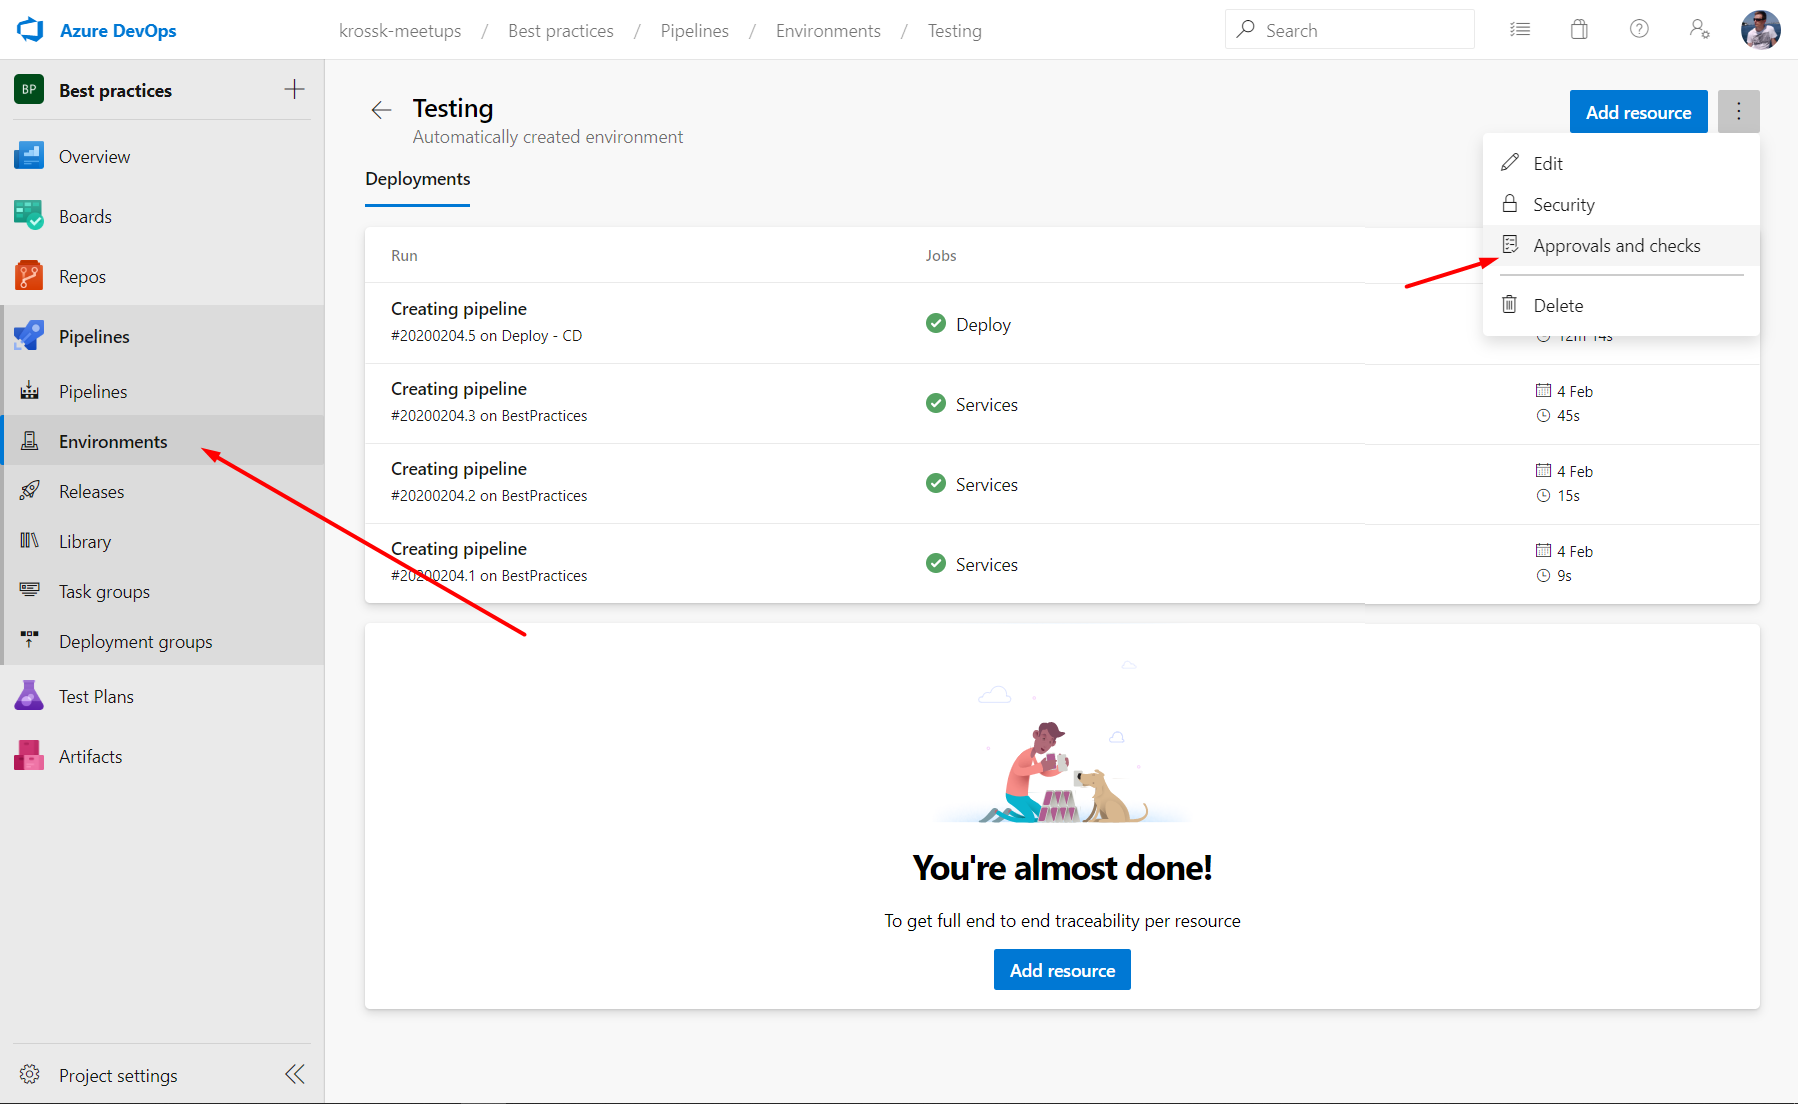 Azure DevOps
krossk-meetups / Best practices / Pipelines / Environments / Testing
Search
BP
Best practices
Overview
Boards
Repos
Pipelines
Pipelines
Environments
Releases
Library
Task groups
Deployment groups
Test Plans
Artifacts
Project settings
Testing
Automatically created environment
Add resource
Edit
Security
Approvals and checks
Delete
Deployments
Run
Jobs
Creating pipeline
#20200204.5 on Deploy - CD
Deploy
12m 14s
Creating pipeline
#20200204.3 on BestPractices
Services
4 Feb
45s
Creating pipeline
#20200204.2 on BestPractices
Services
4 Feb
15s
Creating pipeline
#20200204.1 on BestPractices
Services
4 Feb
9s
You're almost done!
To get full end to end traceability per resource
Add resource